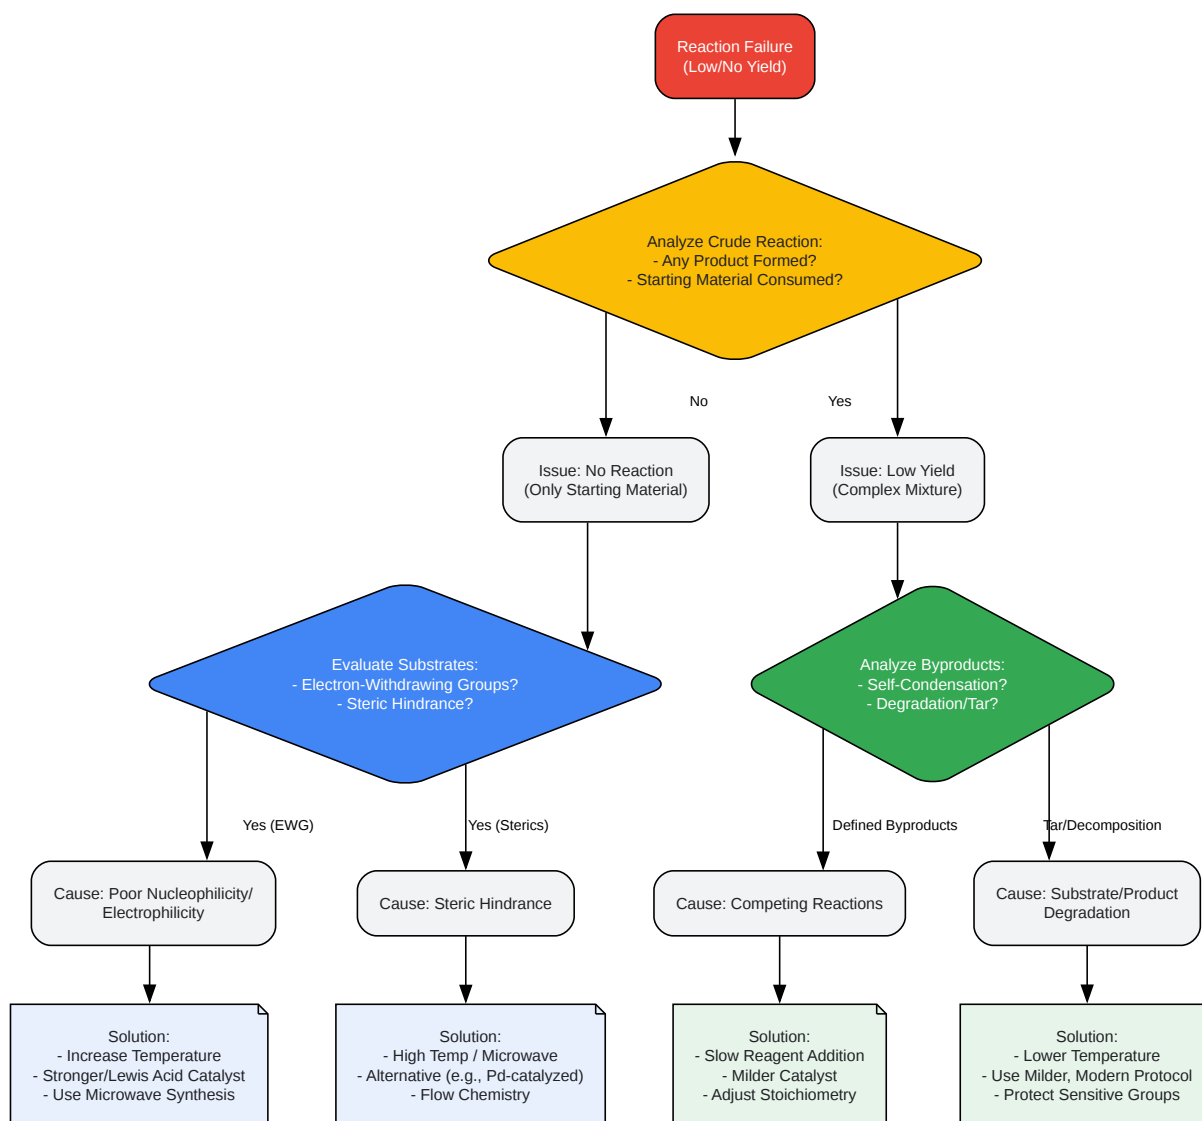 Reaction Failure
(Low/No Yield)
Analyze Crude Reaction:
- Any Product Formed?
- Starting Material Consumed?
No
Yes
Issue: No Reaction
(Only Starting Material)
Issue: Low Yield
(Complex Mixture)
Evaluate Substrates:
- Electron-Withdrawing Groups?
- Steric Hindrance?
Analyze Byproducts:
- Self-Condensation?
- Degradation/Tar?
Yes (EWG)
Yes (Sterics)
Defined Byproducts
Tar/Decomposition
Cause: Poor Nucleophilicity/
Electrophilicity
Cause: Steric Hindrance
Cause: Competing Reactions
Cause: Substrate/Product
Degradation
Solution:
- Increase Temperature
- Stronger/Lewis Acid Catalyst
- Use Microwave Synthesis
Solution:
- High Temp / Microwave
- Alternative (e.g., Pd-catalyzed)
- Flow Chemistry
Solution:
- Slow Reagent Addition
- Milder Catalyst
- Adjust Stoichiometry
Solution:
- Lower Temperature
- Use Milder, Modern Protocol
- Protect Sensitive Groups